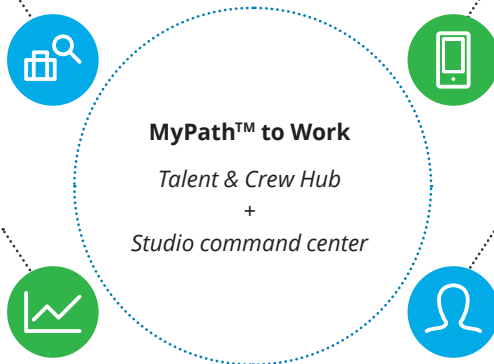 MyPath™ to Work
Talent & Crew Hub
+
Studio command center